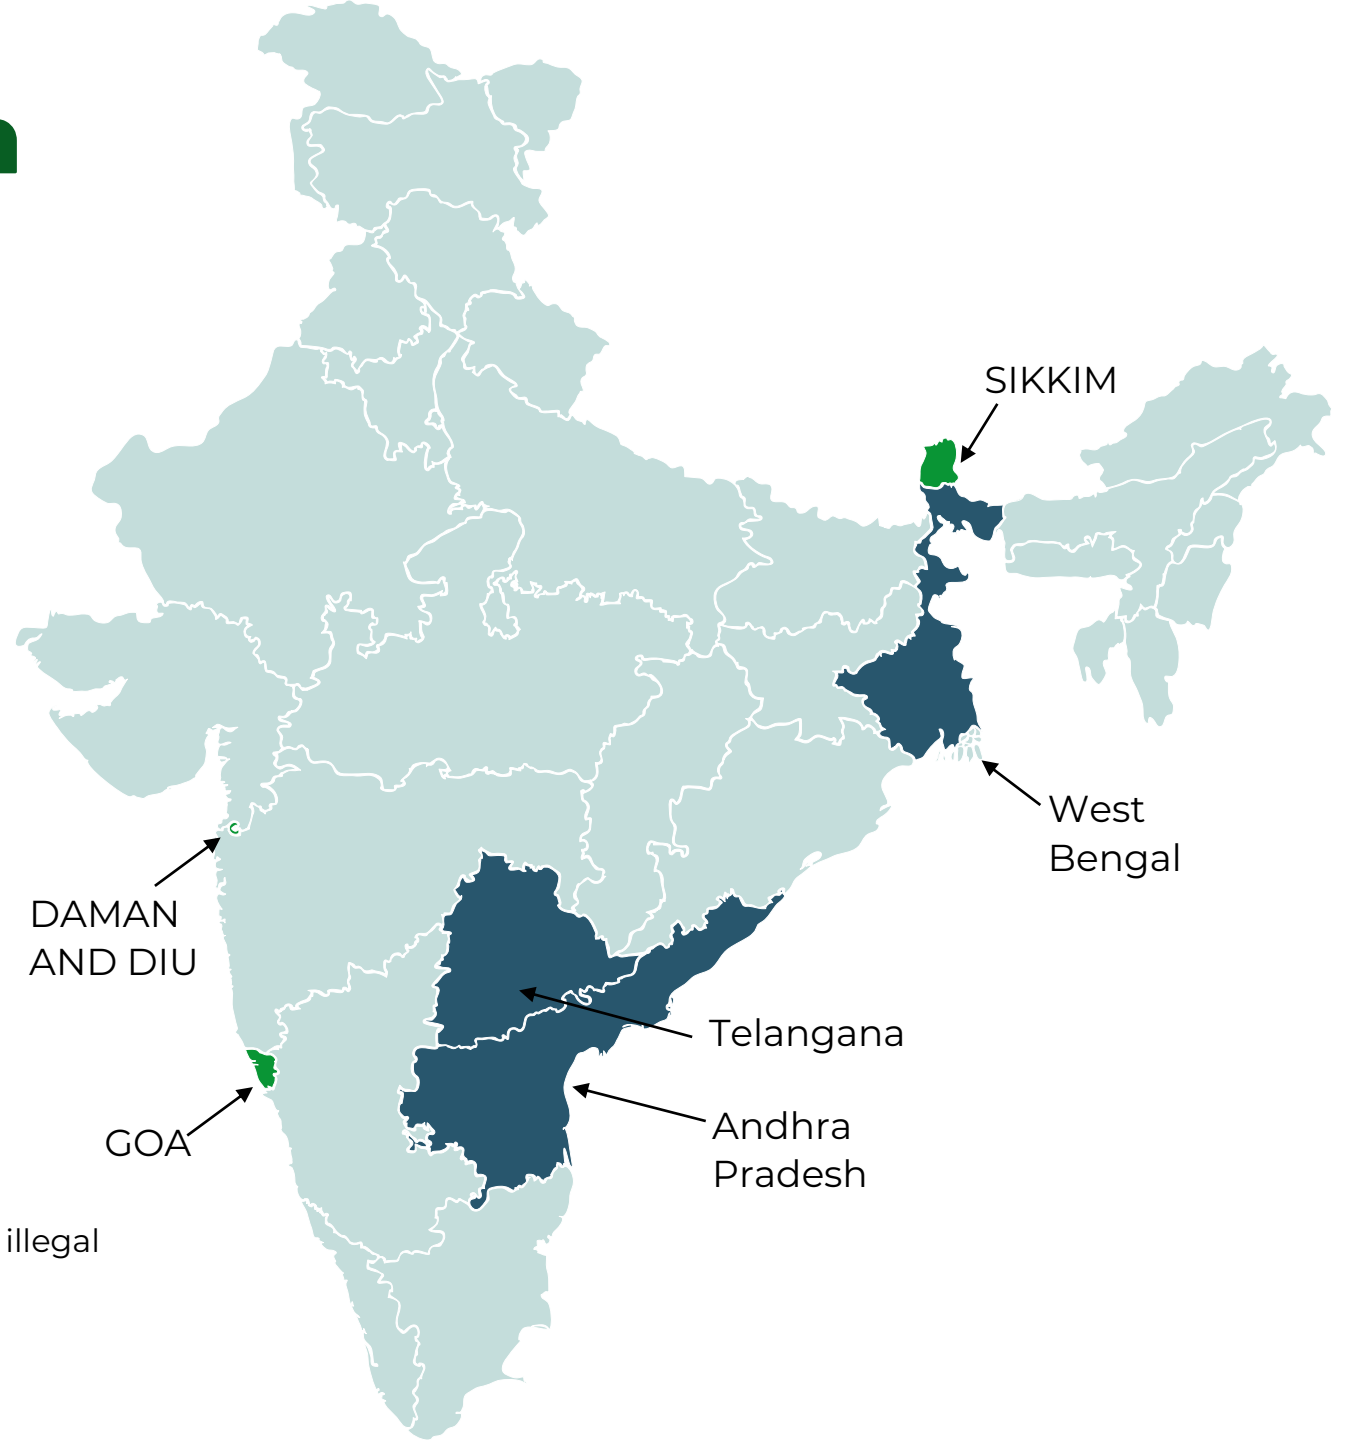 n
SIKKIM
West
Bengal
DAMAN
AND DIU
Telangana
Andhra
Pradesh
GOA
illegal